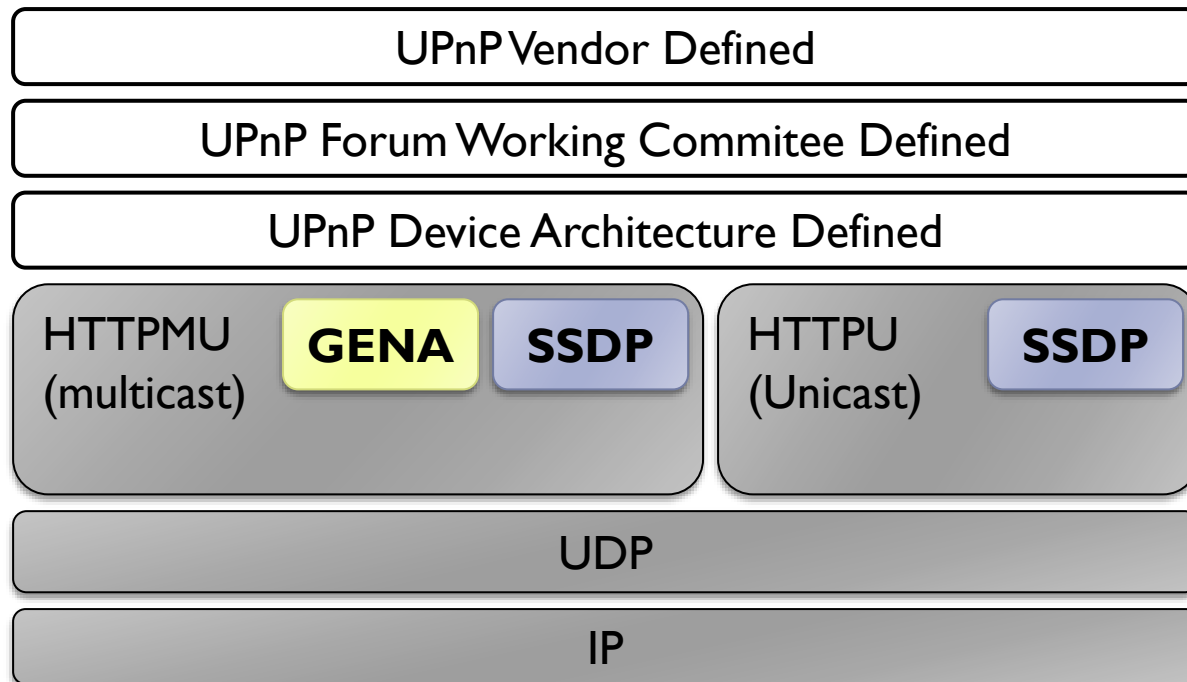 UPnP Vendor Defined
UPnP Forum Working Commitee Defined
UPnP Device Architecture Defined
HTTPMU
(multicast)
GENA
SSDP
HTTPU
(Unicast)
SSDP
UDP
IP